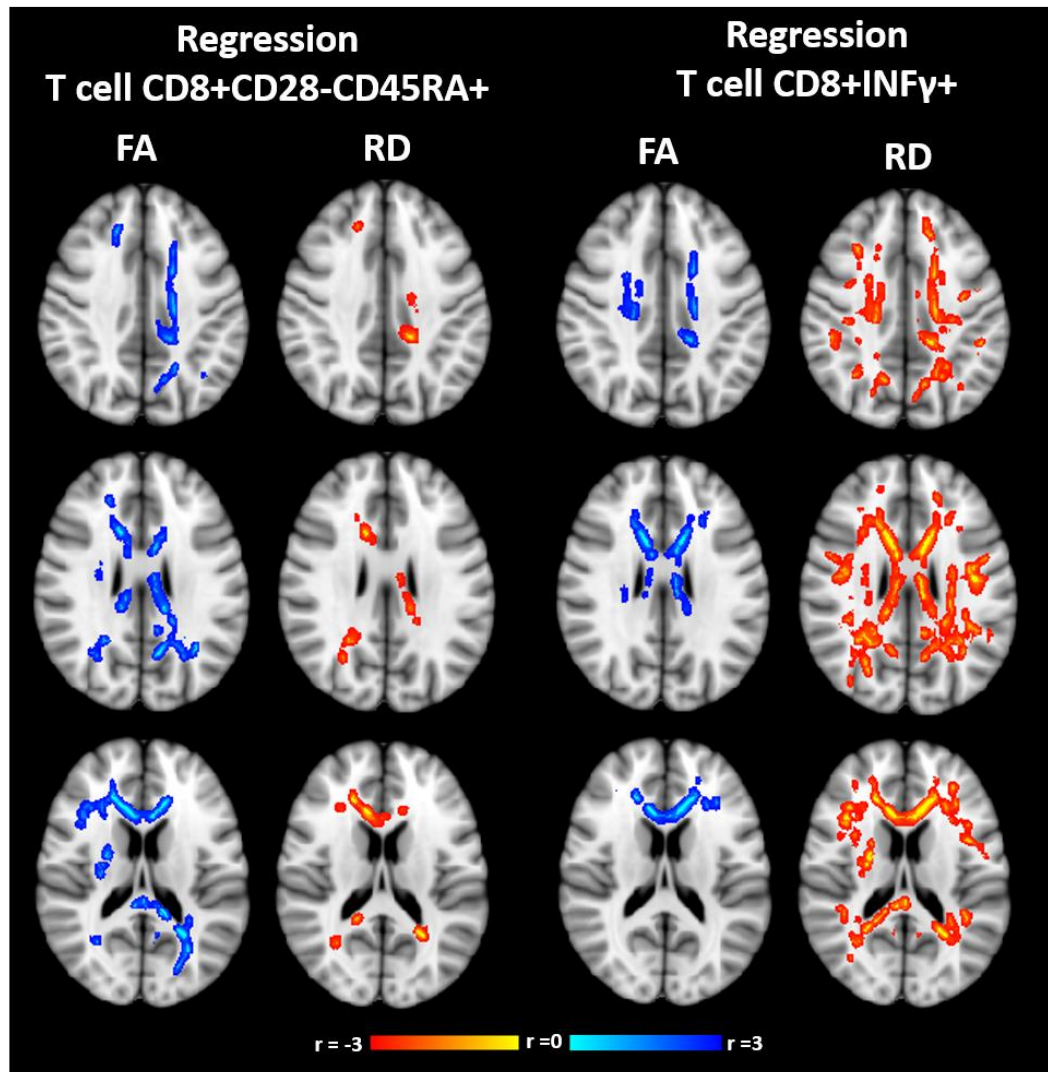 Regression
T cell CD8+CD28-CD45RA+
Regression
T cell CD8+INFγ+
FA
RD
FA
RD
r = -3
r =0
r =3